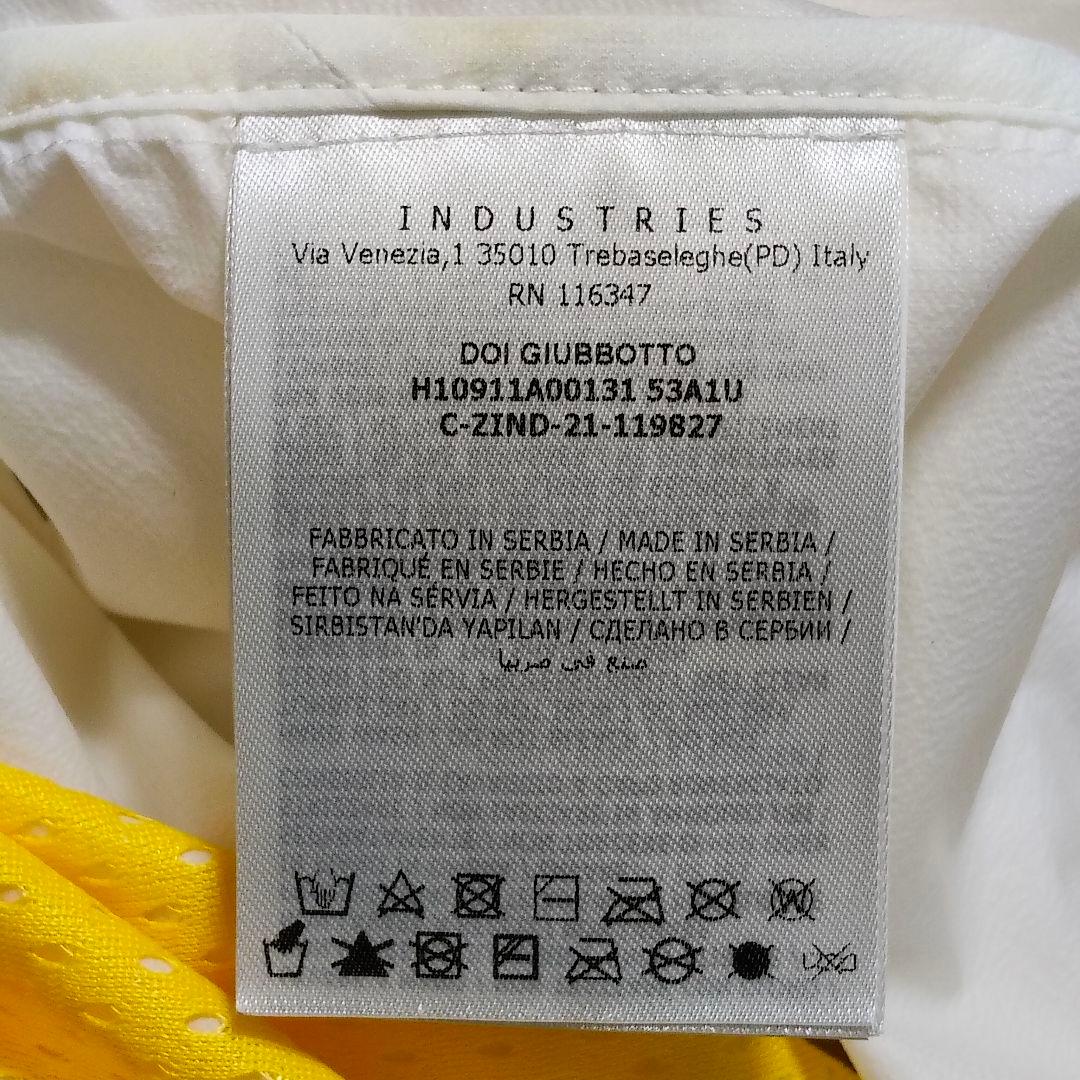 INDUSTRIES
Via Venezia,1 35010 Trebaseleghe(PD) Italy
RN 116347
DOI GIUBBOTTO
H10911A00131 53A1U
C-ZIND-21-119827
FABBRICATO IN SERBIA / MADE IN SERBIA /
FABRIQUÉ EN SERBIE / HECHO EN SERBIA /
FEITO NA SÉRVIA / HERGESTELLT IN SERBIEN /
SIRBISTAN'DA YAPILAN / СДЕЛАНО В СЕРБИИ /
صنع في صربيا
W